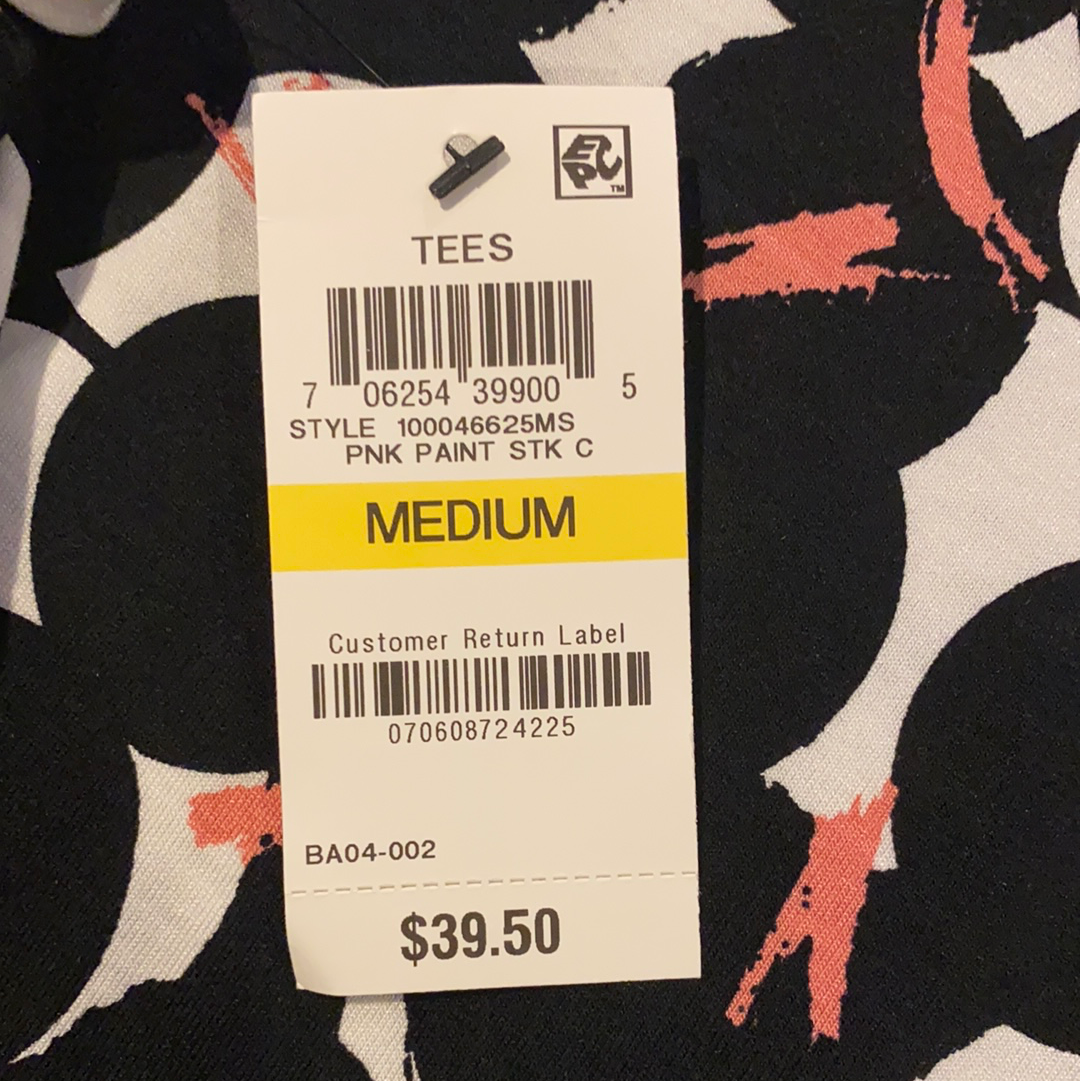 EPC
TM
TEES
7 06254 39900 5
STYLE 100046625MS
PNK PAINT STK C
MEDIUM
Customer Return Label
070608724225
BA04-002
$39.50